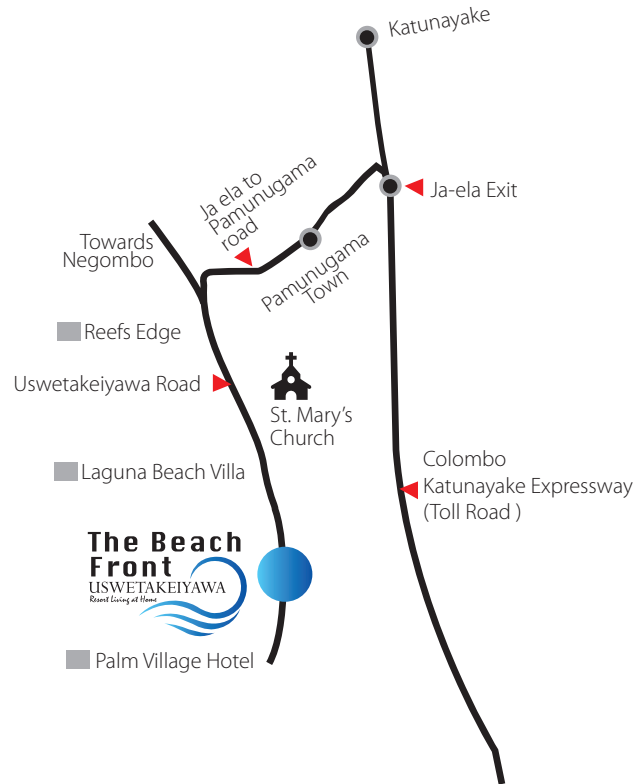 Katunayake
Ja-ela Exit
Ja ela to
Pamunugama
road
Towards
Negombo
Pamunugama
Town
Reefs Edge
Uswetakeiyawa Road
St. Mary's
Church
Laguna Beach Villa
Colombo
Katunayake Expressway
(Toll Road )
The Beach
Front
USWETAKEIYAWA
Resort Living at Home
Palm Village Hotel